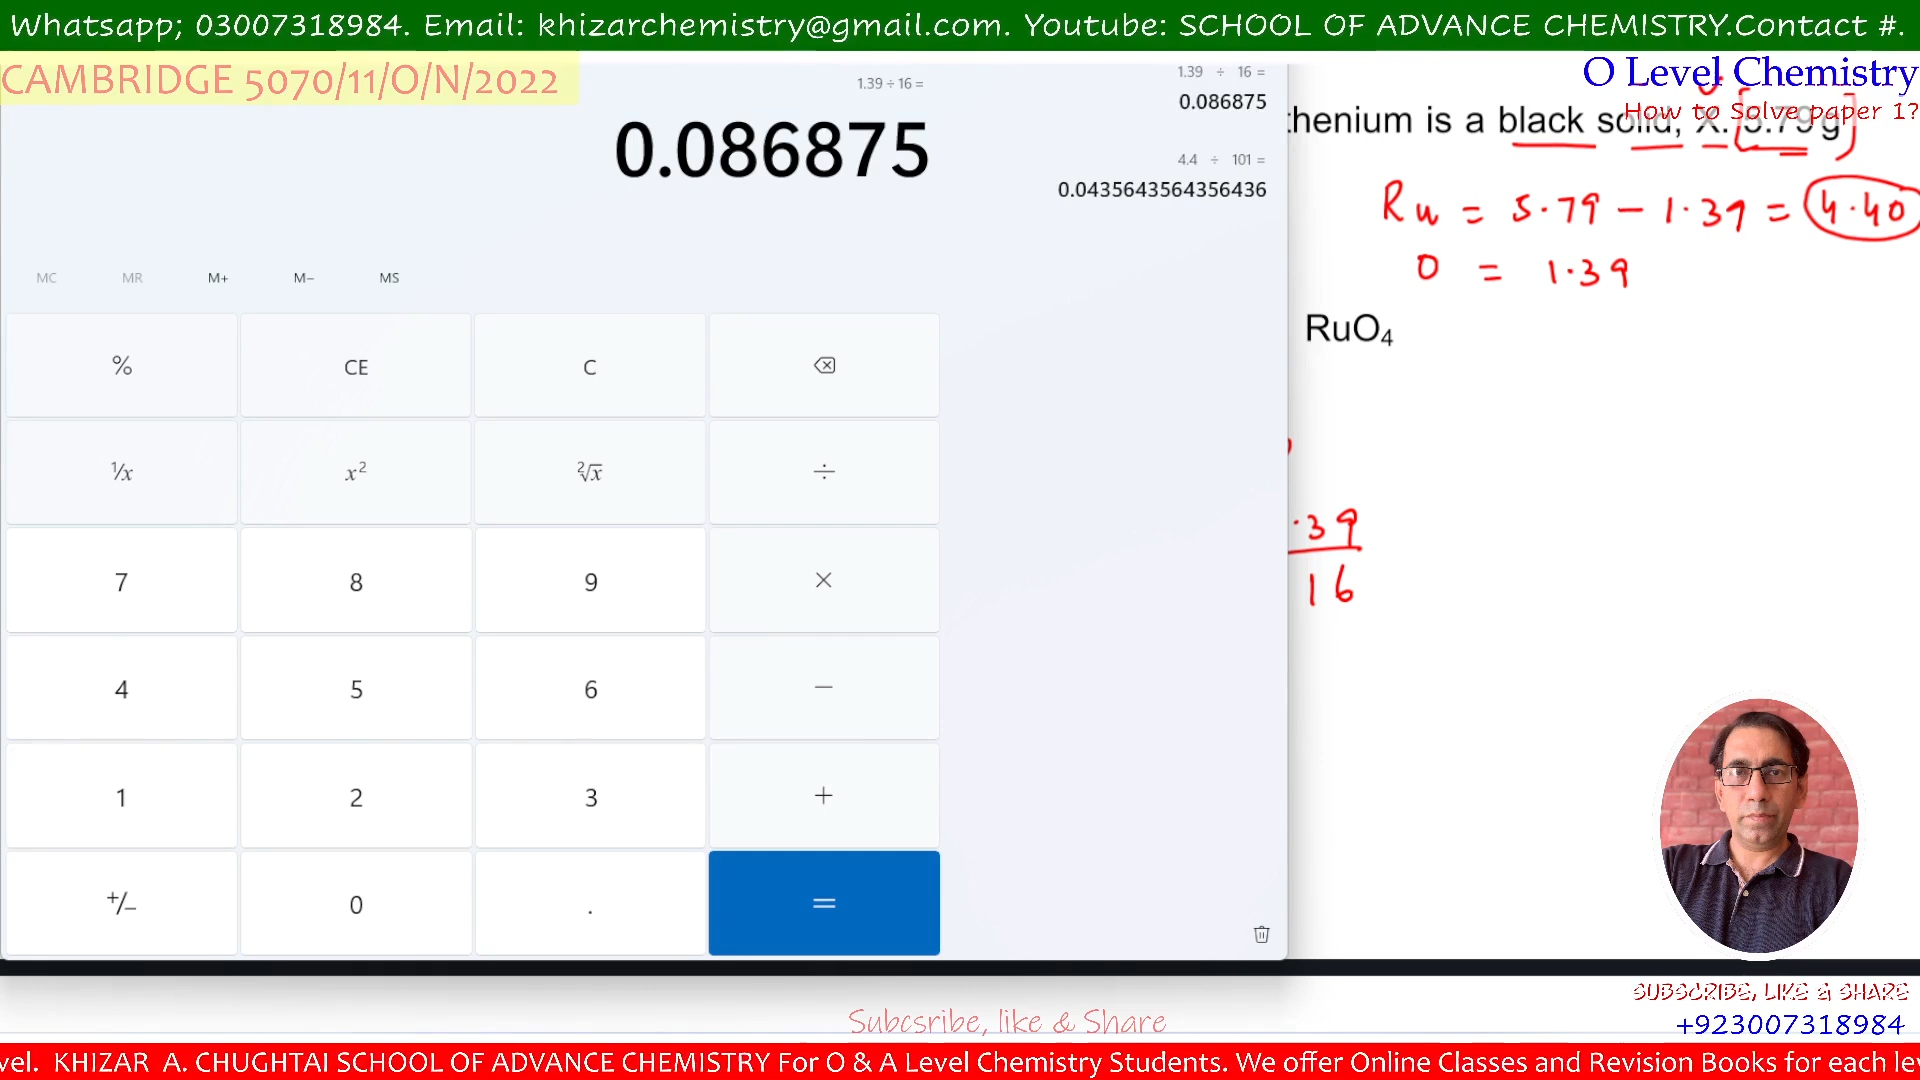 Whatsapp; 03007318984. Email: khizarchemistry@gmail.com. Youtube: SCHOOL OF ADVANCE CHEMISTRY.Contact #.
CAMBRIDGE 5070/11/O/N/2022
O Level Chemistry
How to Solve paper 1?
1.39 ÷ 16 =
0.086875
1.39 ÷ 16 =
0.086875
4.4 ÷ 101 =
0.0435643564356436
thenium is a black solid, X. [5.79 g]
Ru = 5.79 - 1.39 = 4.40
O = 1.39
RuO₄
.39
16
MC MR M+ M− MS
% CE C
¹/x x² ²√x ÷
7 8 9 ×
4 5 6 −
1 2 3 +
+/− 0 . =
SUBSCRIBE, LIKE & SHARE
Subcsribe, like & Share
+923007318984
vel. KHIZAR A. CHUGHTAI SCHOOL OF ADVANCE CHEMISTRY For O & A Level Chemistry Students. We offer Online Classes and Revision Books for each lev